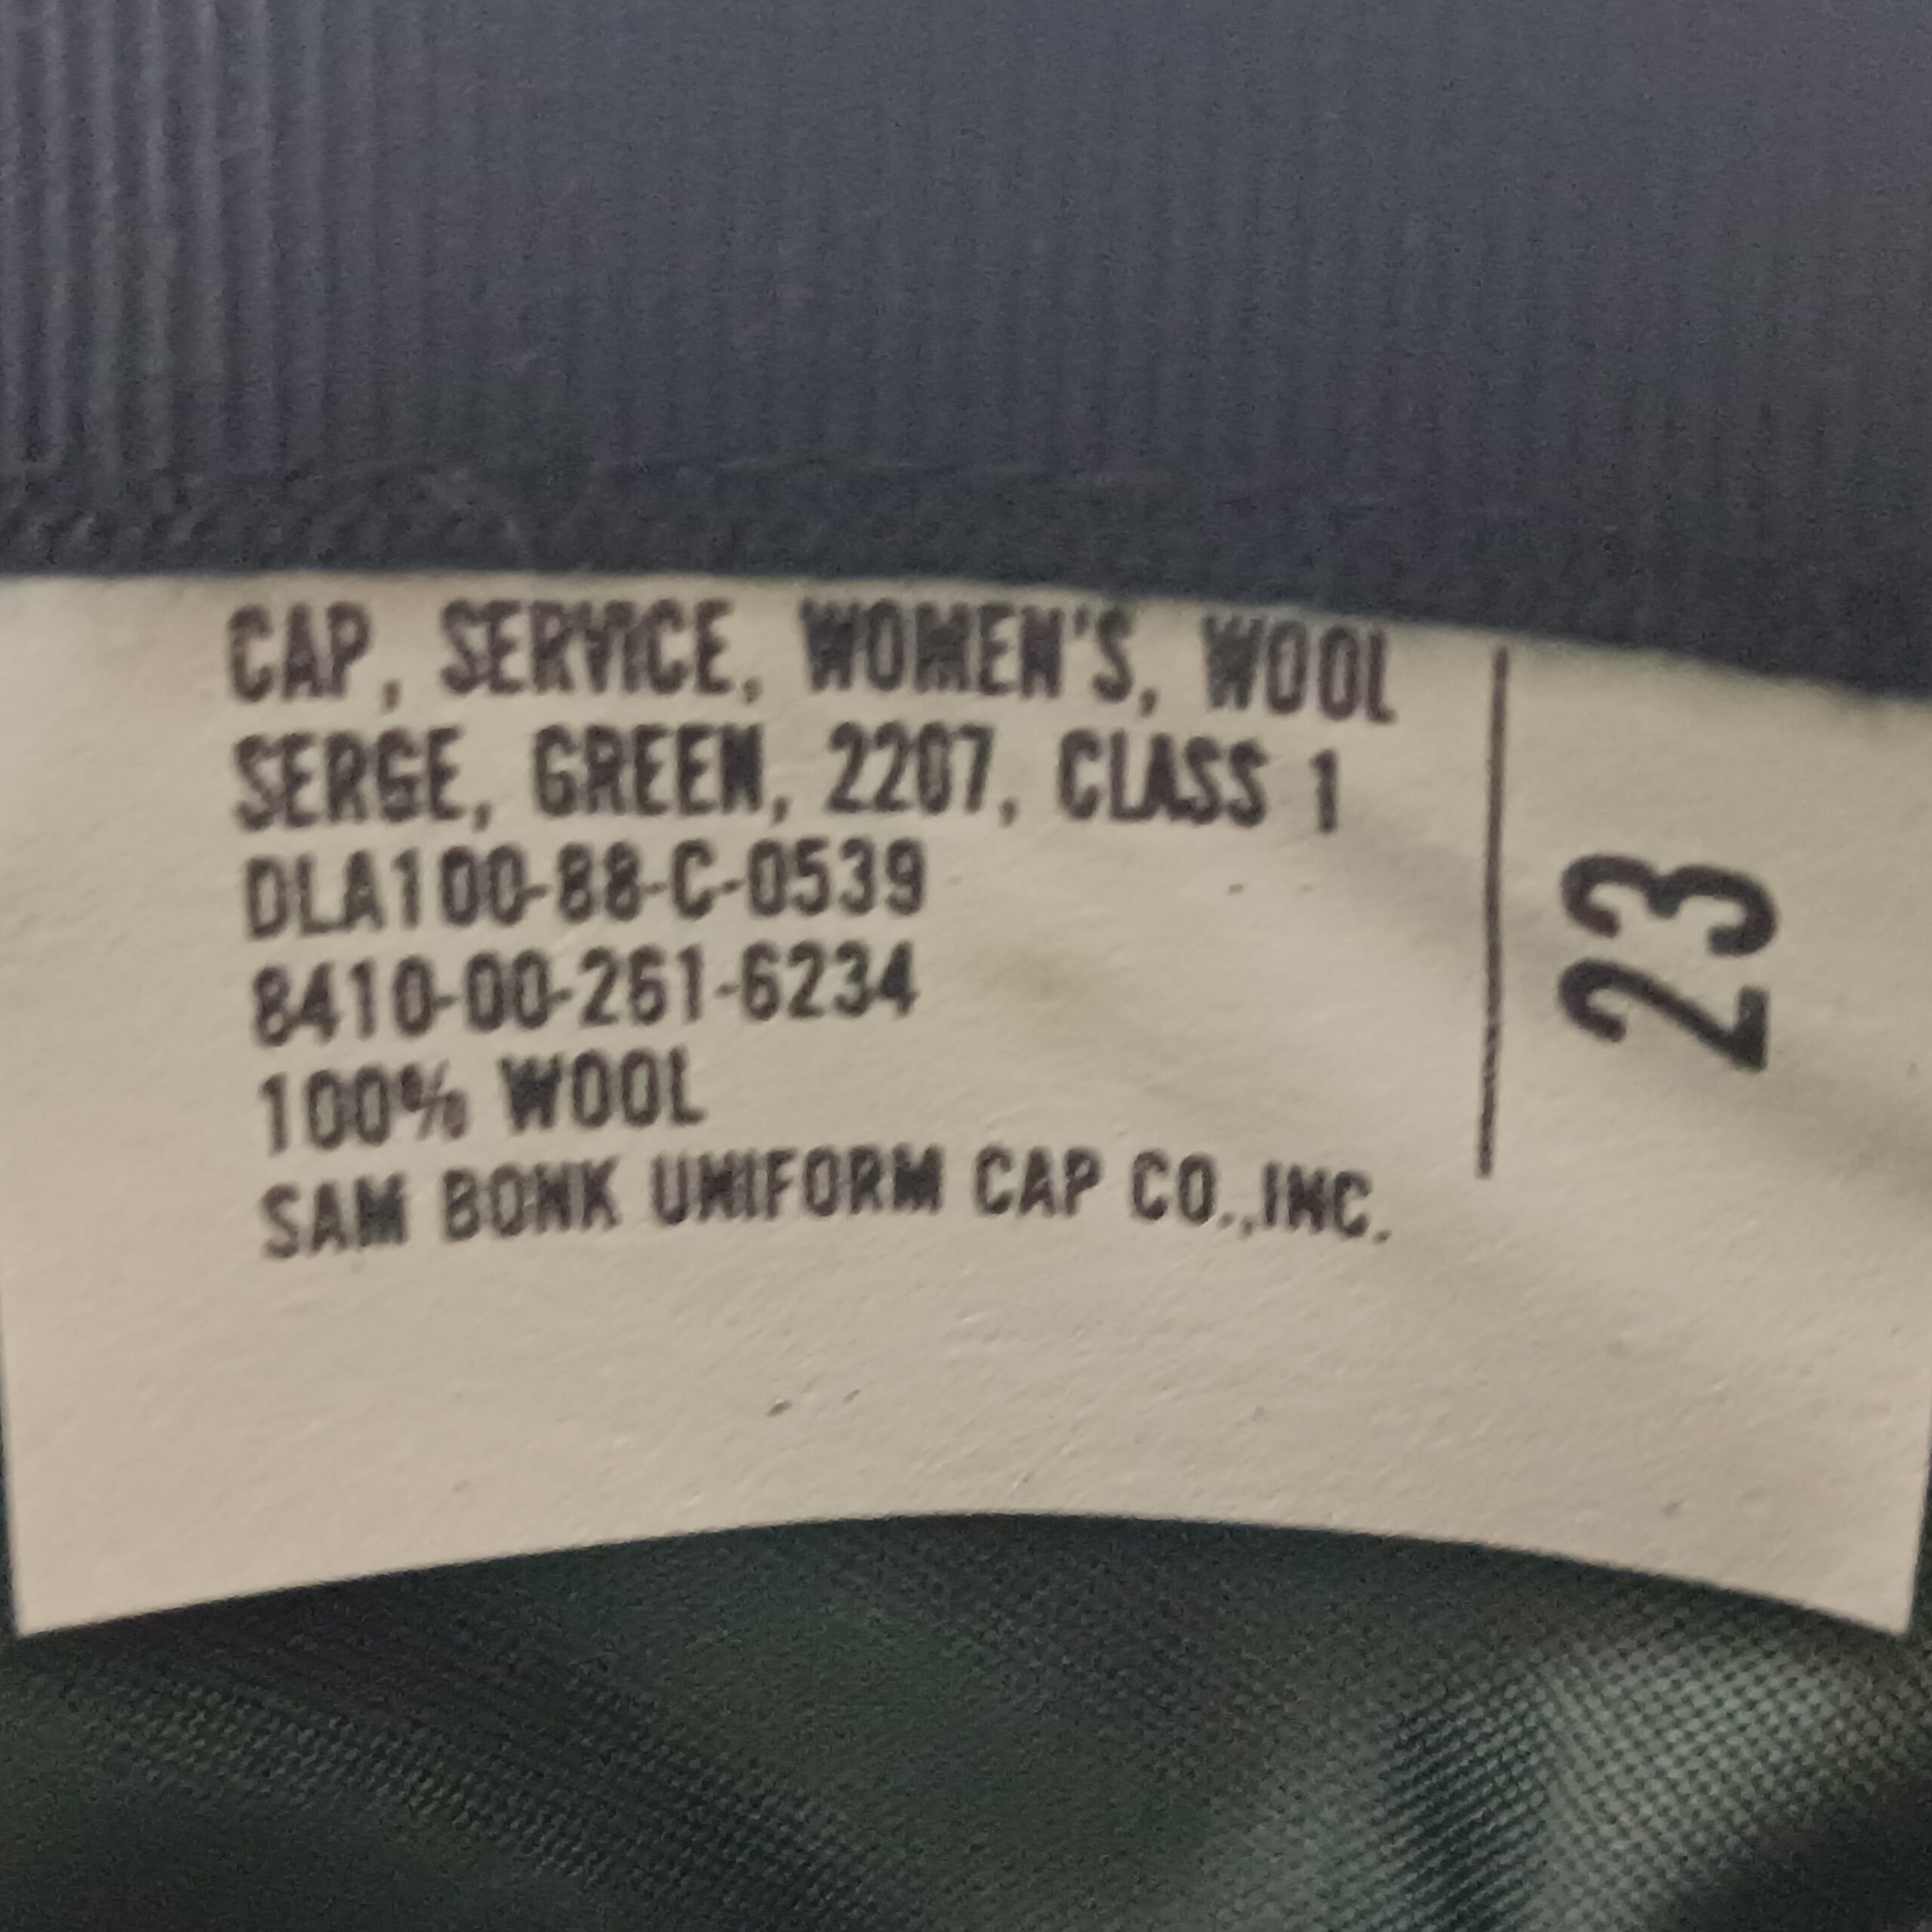 CAP, SERVICE, WOMEN'S, WOOL
SERGE, GREEN, 2207, CLASS 1
DLA100-88-C-0539
8410-00-261-6234
100% WOOL
SAM BONK UNIFORM CAP CO.,INC.
23